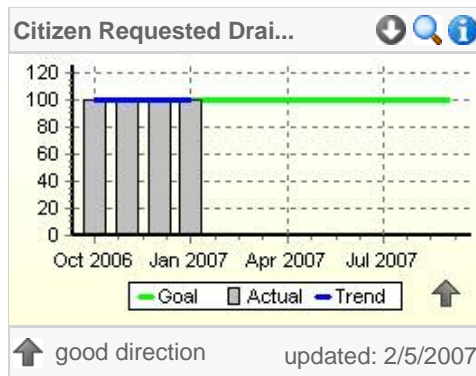 Citizen Requested Drai...
120
100
80
60
40
20
0
Oct 2006 Jan 2007 Apr 2007 Jul 2007
Goal Actual Trend
good direction updated: 2/5/2007